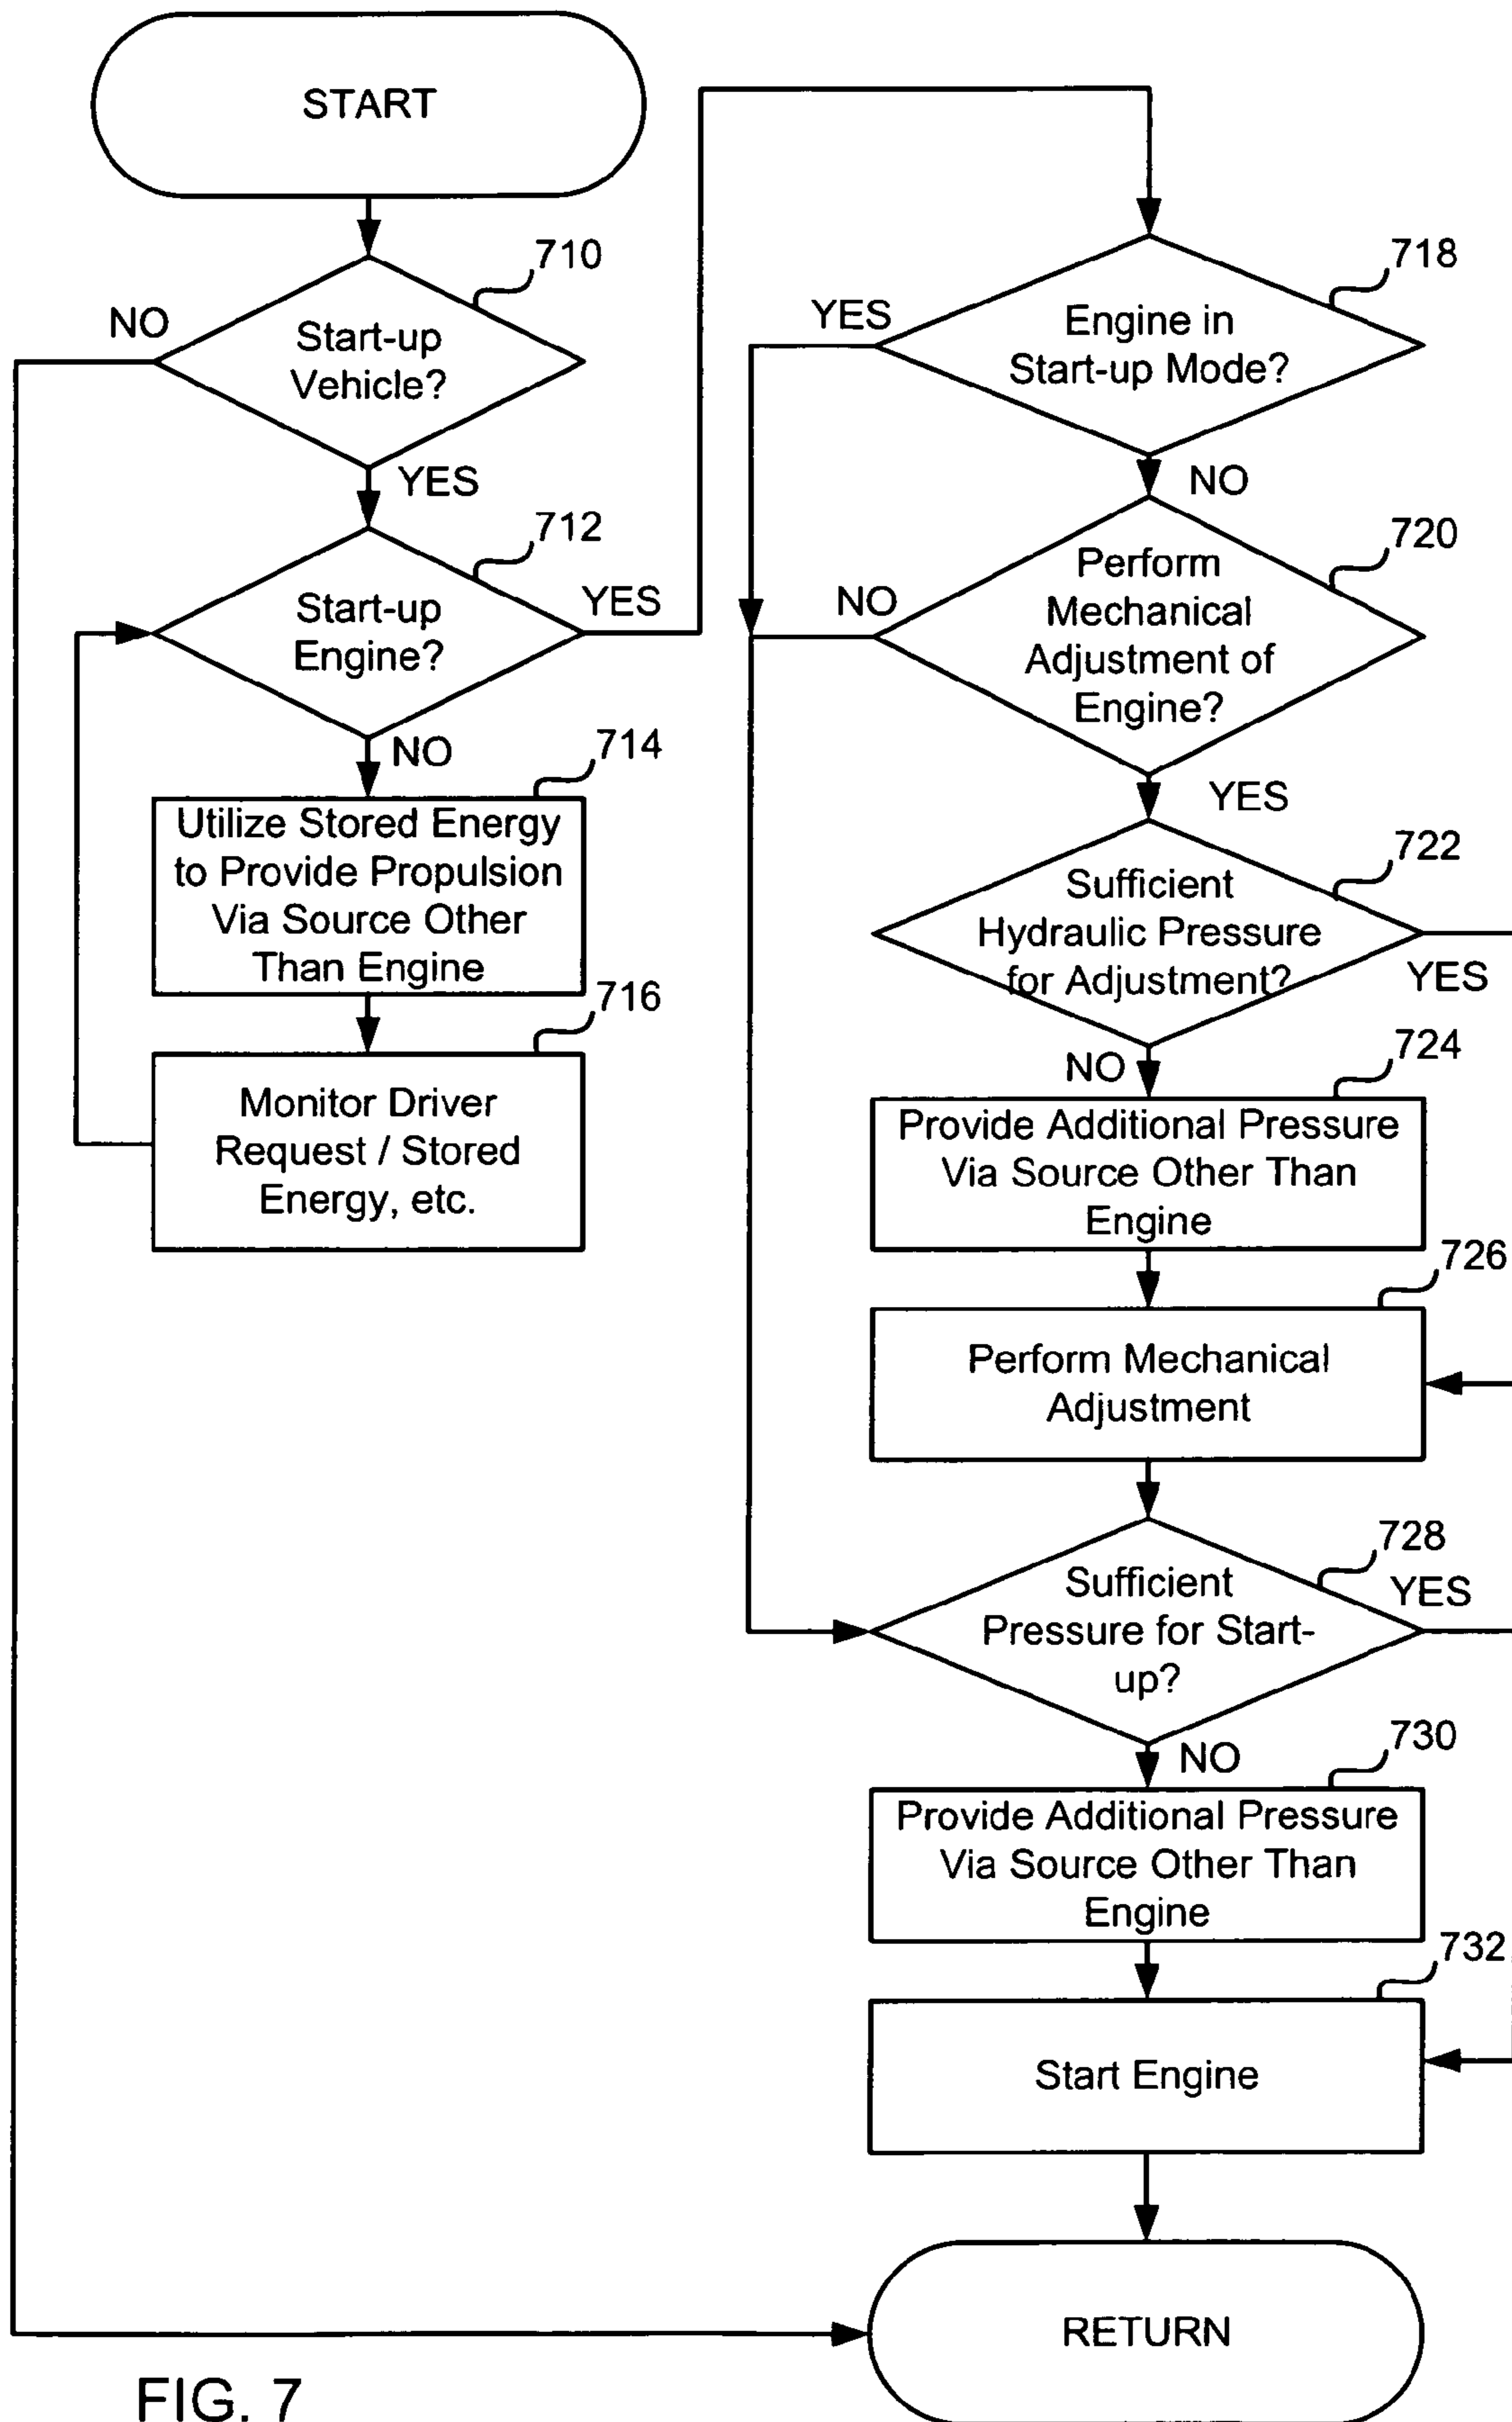 START
710
NO
Start-up
Vehicle?
YES
712
Start-up
Engine?
YES
NO
714
Utilize Stored Energy
to Provide Propulsion
Via Source Other
Than Engine
716
Monitor Driver
Request / Stored
Energy, etc.
718
YES
Engine in
Start-up Mode?
NO
720
NO
Perform
Mechanical
Adjustment of
Engine?
YES
722
Sufficient
Hydraulic Pressure
for Adjustment?
YES
NO
724
Provide Additional Pressure
Via Source Other Than
Engine
726
Perform Mechanical
Adjustment
728
YES
Sufficient
Pressure for Start-
up?
NO
730
Provide Additional Pressure
Via Source Other Than
Engine
732
Start Engine
RETURN
FIG. 7